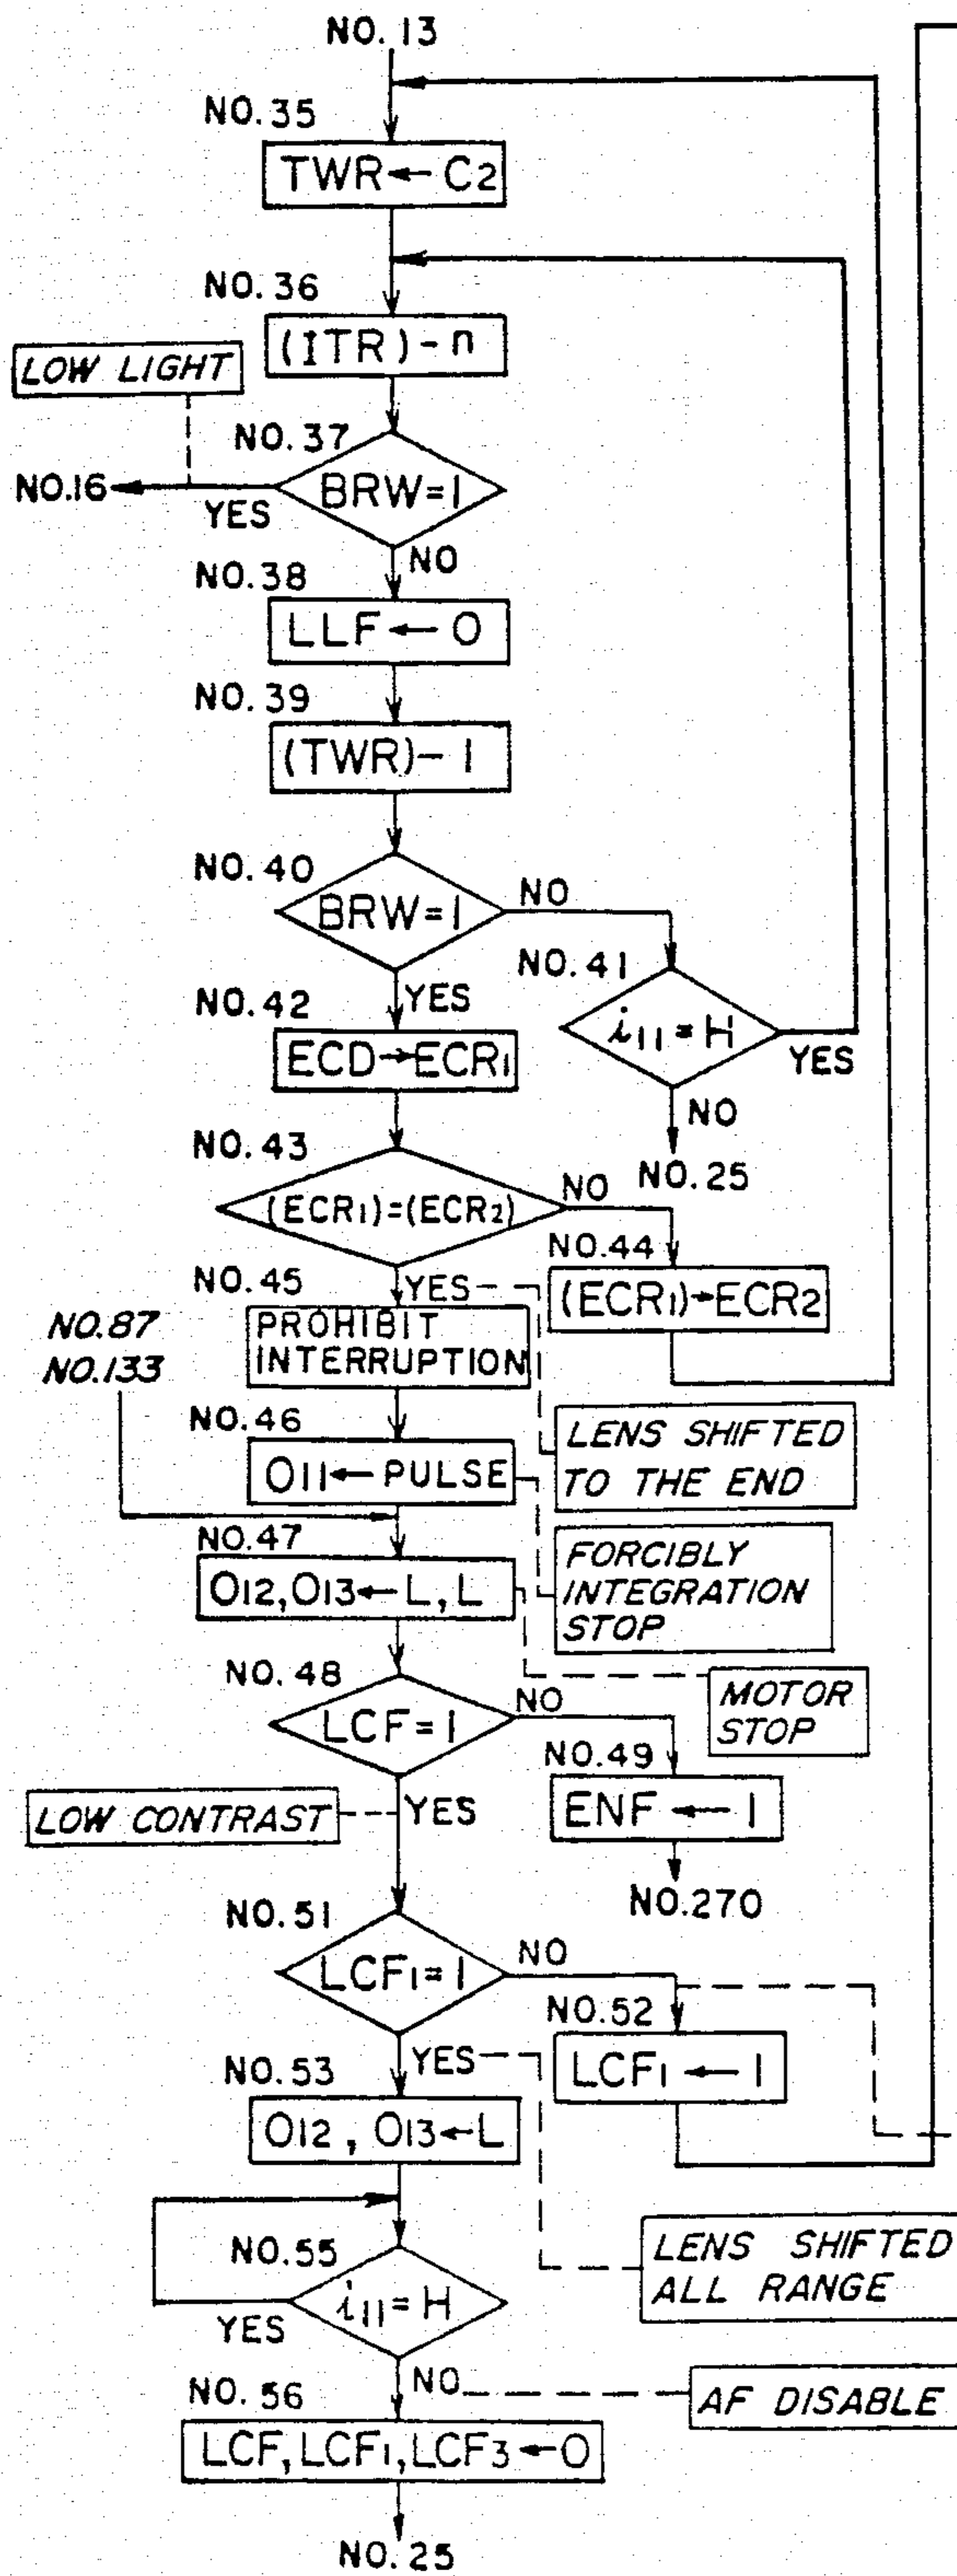 NO. 13
NO. 35
TWR ← C2
NO. 36
(ITR) - n
LOW LIGHT
NO. 37
BRW = 1
NO.16
YES
NO
NO. 38
LLF ← 0
NO. 39
(TWR) - 1
NO. 40
BRW = 1
NO
NO. 41
i11 = H
YES
NO
NO. 25
YES
NO. 42
ECD → ECR1
NO. 43
(ECR1) = (ECR2)
NO
NO.44
(ECR1) → ECR2
YES
NO.45
PROHIBIT
INTERRUPTION
NO.87
NO.133
LENS SHIFTED
TO THE END
NO. 46
O11 ← PULSE
FORCIBLY
INTEGRATION
STOP
NO. 47
O12, O13 ← L, L
MOTOR
STOP
NO. 48
LCF = 1
NO
NO.49
ENF ← 1
NO.270
LOW CONTRAST
YES
NO. 51
LCF1 = 1
NO
NO.52
LCF1 ← 1
YES
NO. 53
O12 , O13 ← L
LENS SHIFTED
ALL RANGE
NO.55
i11 = H
YES
NO
AF DISABLE
NO. 56
LCF, LCF1, LCF3 ← 0
NO. 25